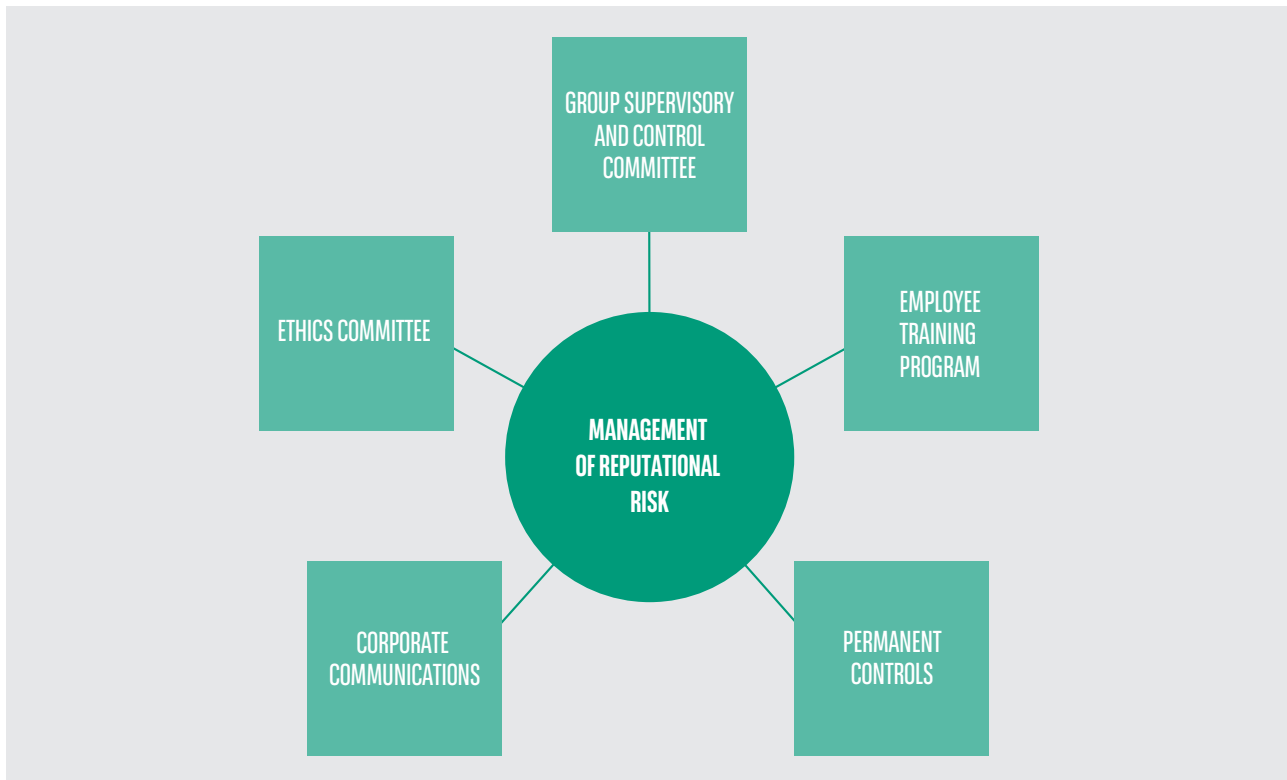 GROUP SUPERVISORY
AND CONTROL
COMMITTEE
ETHICS COMMITTEE
EMPLOYEE
TRAINING
PROGRAM
MANAGEMENT
OF REPUTATIONAL
RISK
CORPORATE
COMMUNICATIONS
PERMANENT
CONTROLS